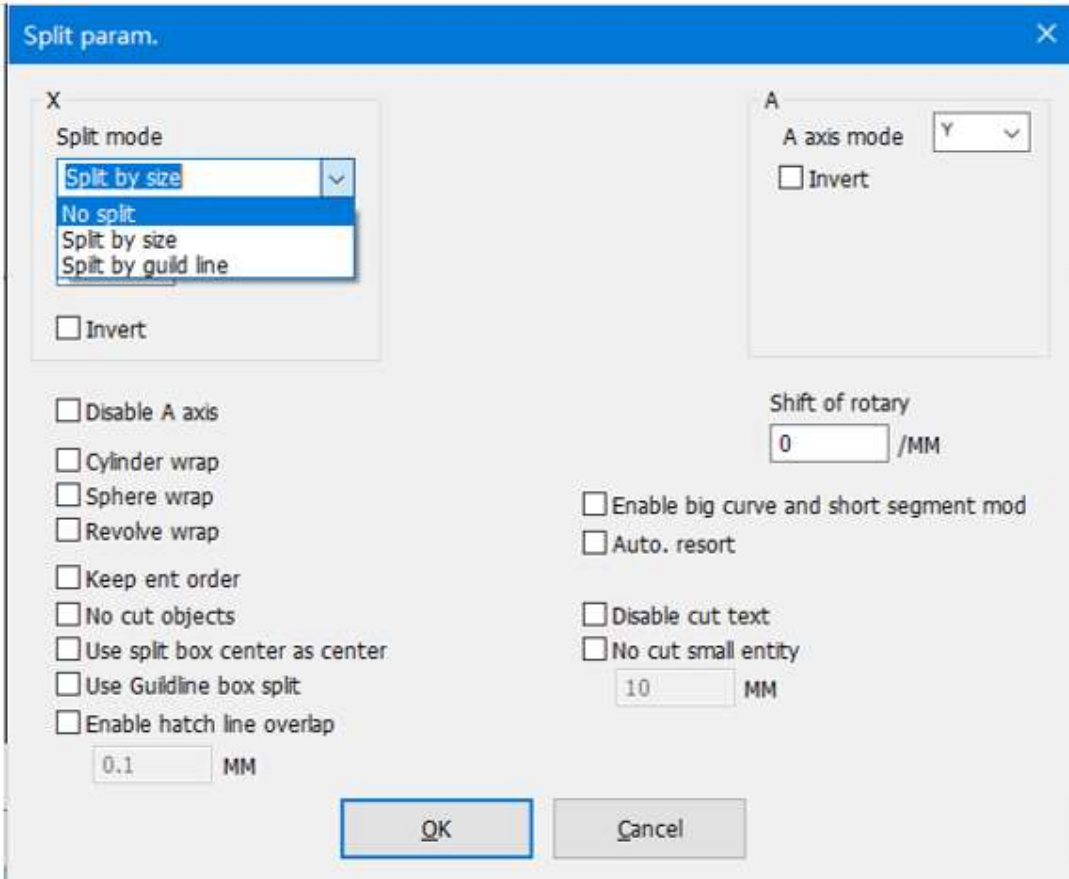 Split param.
X
Split mode
Split by size
No split
Split by size
Split by guild line
Invert
A
A axis mode
Y
Invert
Disable A axis
Cylinder wrap
Sphere wrap
Revolve wrap
Keep ent order
No cut objects
Use split box center as center
Use Guildline box split
Enable hatch line overlap
0.1 MM
Shift of rotary
0 /MM
Enable big curve and short segment mod
Auto. resort
Disable cut text
No cut small entity
10 MM
OK
Cancel